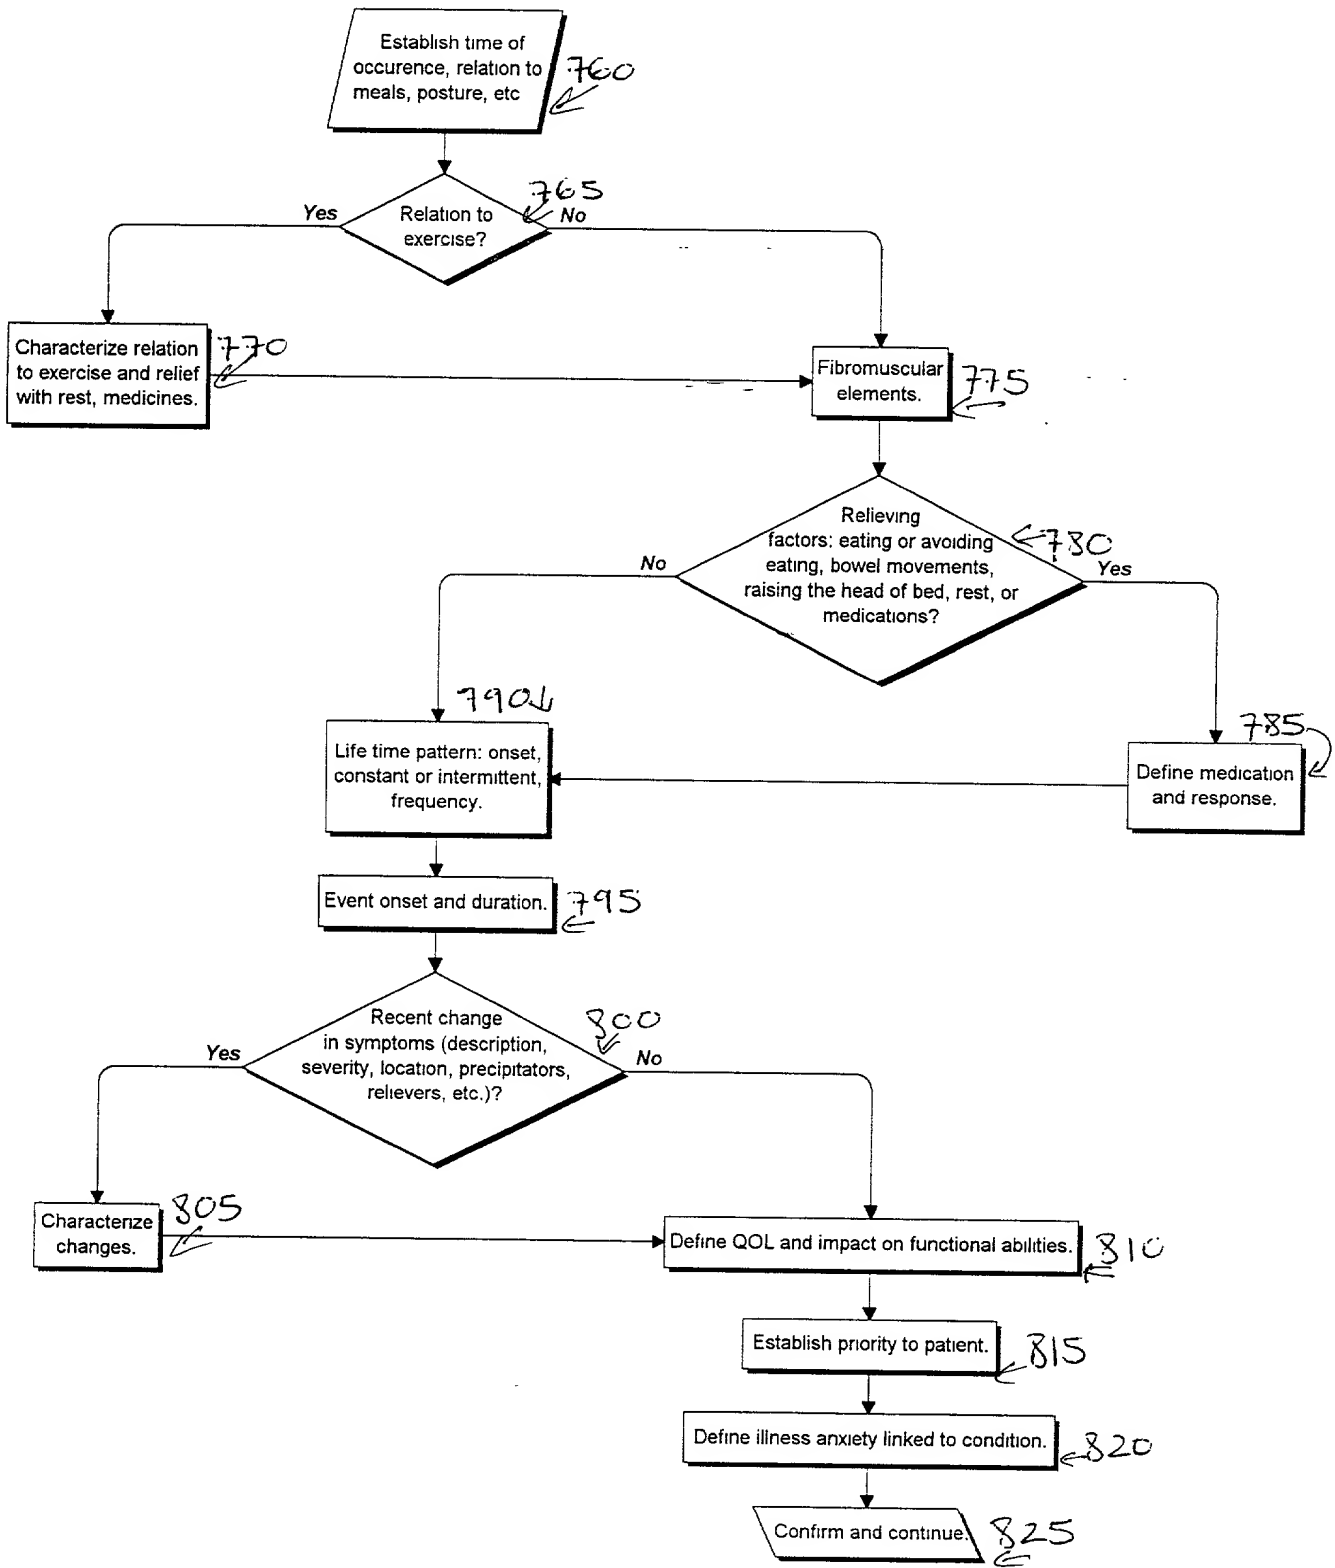 Establish time of
occurence, relation to
meals, posture, etc
760
765
Yes
Relation to
exercise?
No
Characterize relation
to exercise and relief
with rest, medicines.
770
Fibromuscular
elements.
775
Relieving
factors: eating or avoiding
eating, bowel movements,
raising the head of bed, rest, or
medications?
780
No
Yes
790
Life time pattern: onset,
constant or intermittent,
frequency.
785
Define medication
and response.
Event onset and duration.
795
Recent change
in symptoms (description,
severity, location, precipitators,
relievers, etc.)?
800
Yes
No
Characterize
changes.
805
Define QOL and impact on functional abilities.
810
Establish priority to patient.
815
Define illness anxiety linked to condition.
820
Confirm and continue.
825